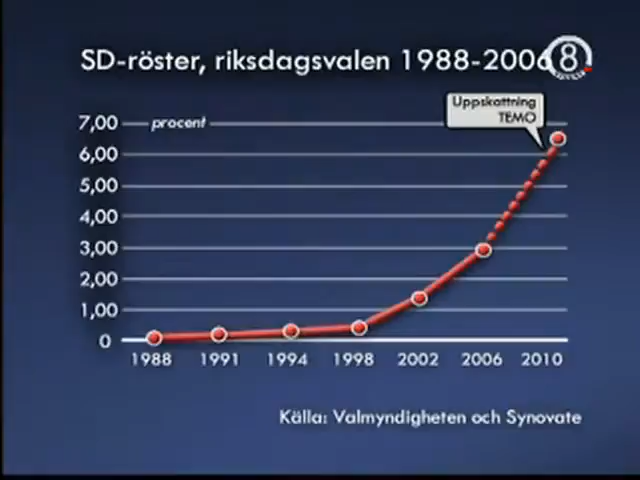 SD-röster, riksdagsvalen 1988-2006
8
Uppskattning
TEMO
7,00
procent
6,00
5,00
4,00
3,00
2,00
1,00
0
1988 1991 1994 1998 2002 2006 2010
Källa: Valmyndigheten och Synovate